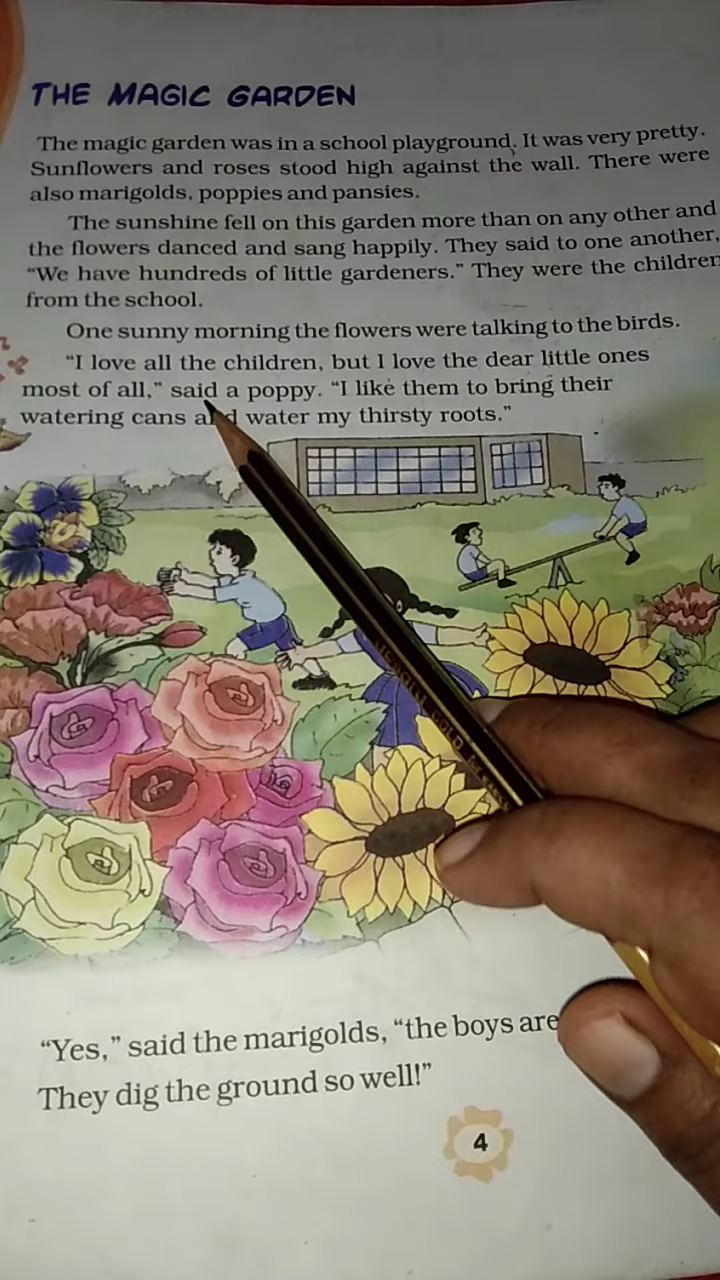 THE MAGIC GARDEN
The magic garden was in a school playground. It was very pretty.
Sunflowers and roses stood high against the wall. There were
also marigolds, poppies and pansies.
The sunshine fell on this garden more than on any other and
the flowers danced and sang happily. They said to one another,
“We have hundreds of little gardeners.” They were the children
from the school.
One sunny morning the flowers were talking to the birds.
“I love all the children, but I love the dear little ones
most of all,” said a poppy. “I like them to bring their
watering cans and water my thirsty roots.”
“Yes,” said the marigolds, “the boys are
They dig the ground so well!”
4